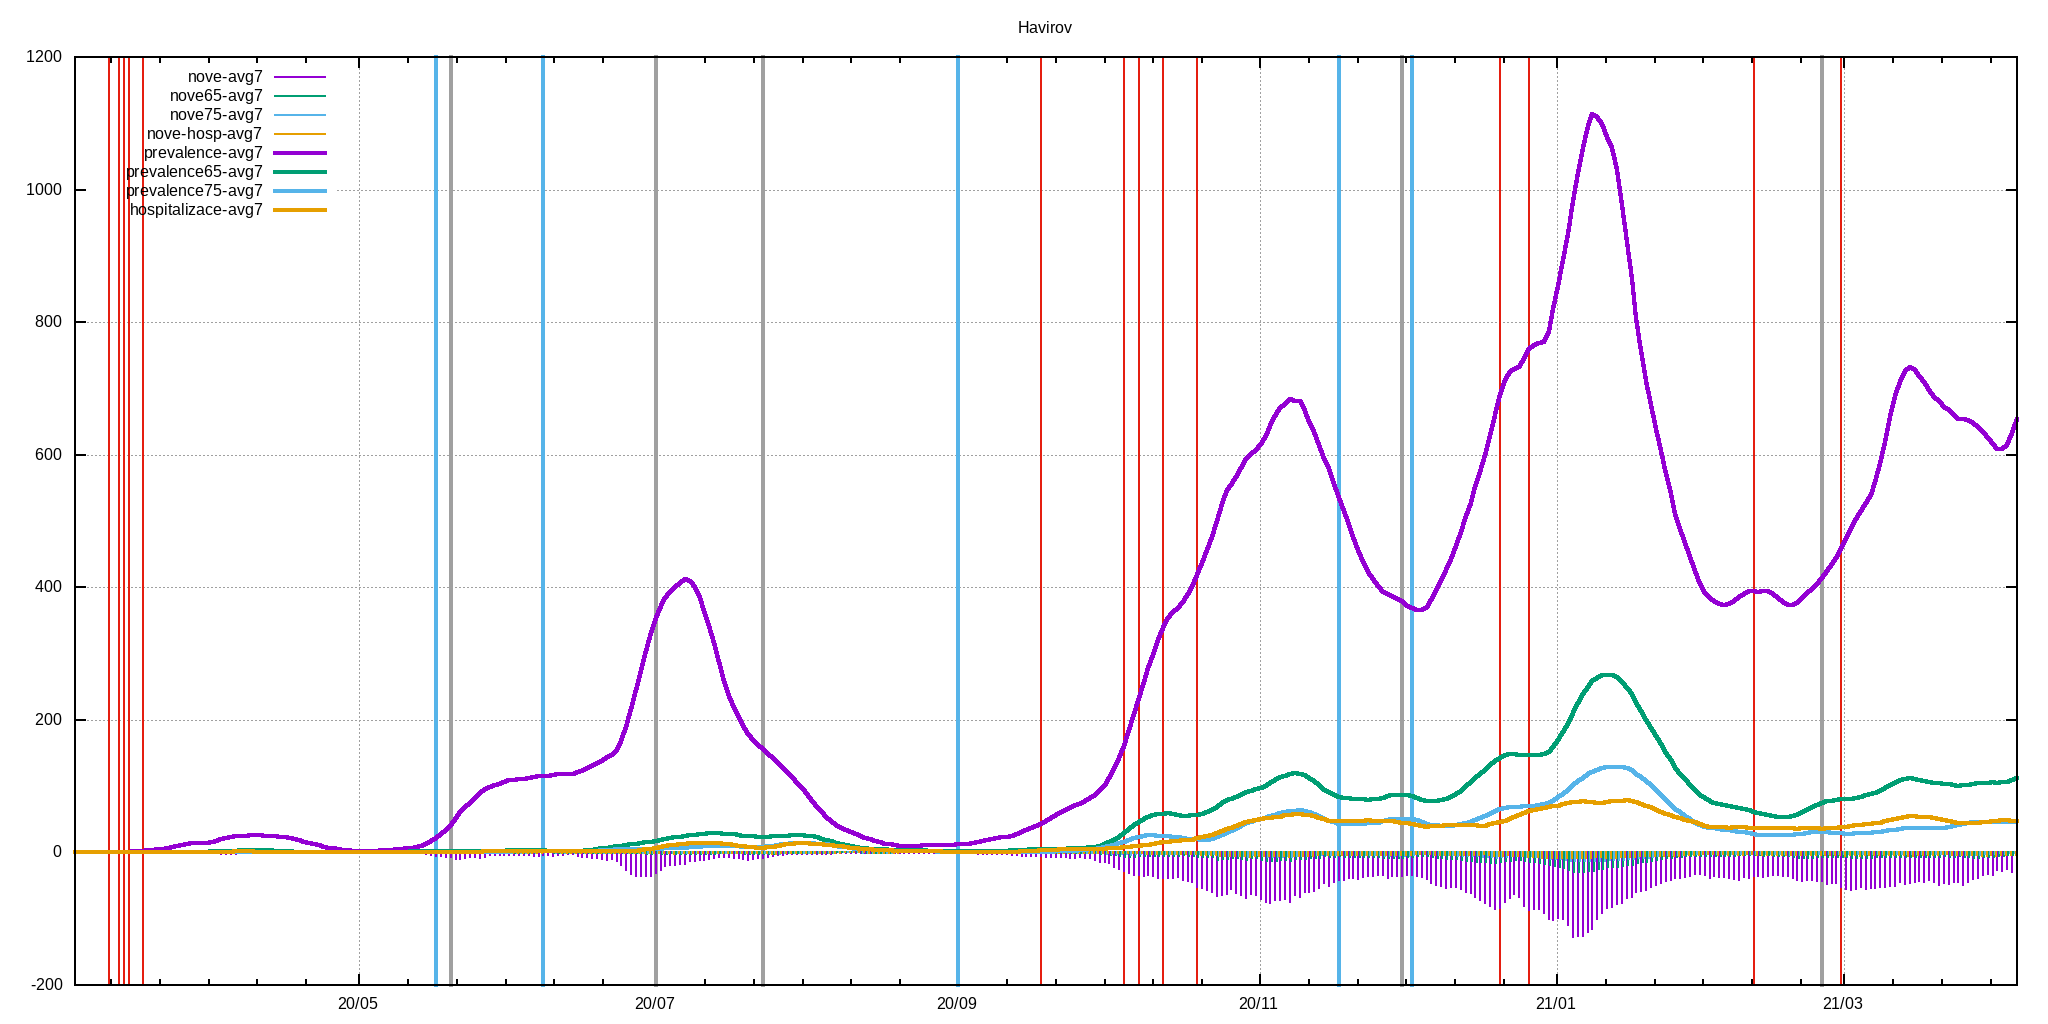 Havirov
1200
1000
800
600
400
200
0
-200
nove-avg7
nove65-avg7
nove75-avg7
nove-hosp-avg7
prevalence-avg7
prevalence65-avg7
prevalence75-avg7
hospitalizace-avg7
20/05
20/07
20/09
20/11
21/01
21/03